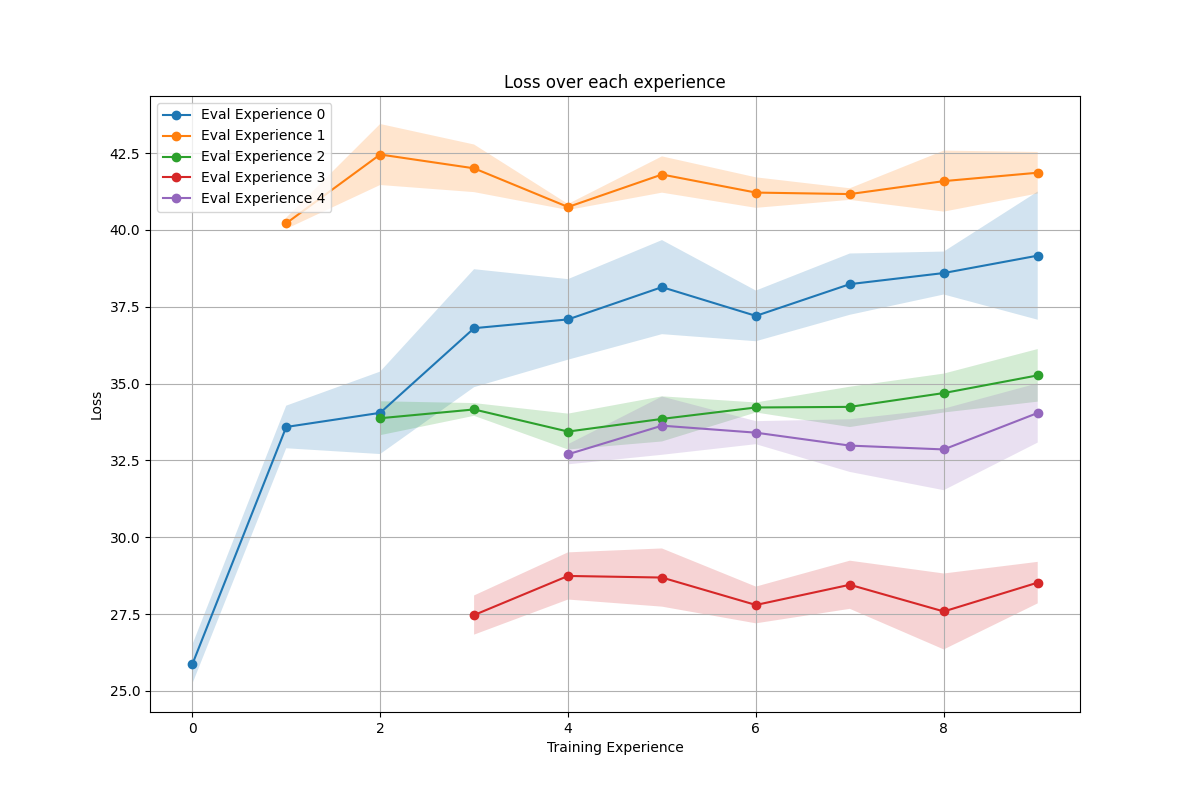 Loss over each experience
Eval Experience 0
Eval Experience 1
Eval Experience 2
Eval Experience 3
Eval Experience 4
Loss
42.5
40.0
37.5
35.0
32.5
30.0
27.5
25.0
0 2 4 6 8
Training Experience